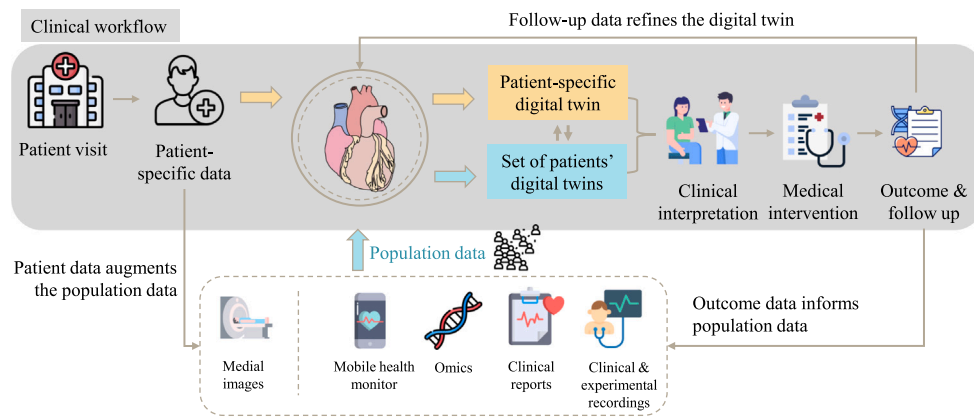 Follow-up data refines the digital twin
Clinical workflow
Patient visit
Patient-
specific data
Patient-specific
digital twin
Set of patients’
digital twins
Clinical
interpretation
Medical
intervention
Outcome &
follow up
Population data
Patient data augments
the population data
Outcome data informs
population data
Medial
images
Mobile health
monitor
Omics
Clinical
reports
Clinical &
experimental
recordings